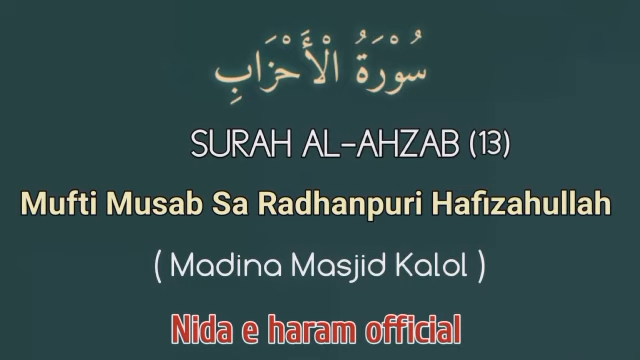 سُوْرَةُ الْأَحْزَابِ
SURAH AL-AHZAB (13)
Mufti Musab Sa Radhanpuri Hafizahullah
( Madina Masjid Kalol )
Nida e haram official